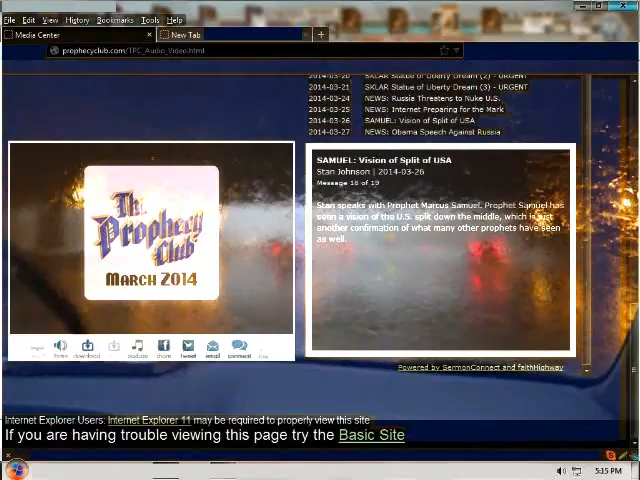 File Edit View History Bookmarks Tools Help
Media Center
New Tab
prophecyclub.com/TPC_Audio_Video.html
2014-03-20 SKLAR Statue of Liberty Dream (2) - URGENT
2014-03-21 SKLAR Statue of Liberty Dream (3) - URGENT
2014-03-24 NEWS: Russia Threatens to Nuke U.S.
2014-03-25 NEWS: Internet Preparing for the Mark
2014-03-26 SAMUEL: Vision of Split of USA
2014-03-27 NEWS: Obama Speech Against Russia
The
Prophecy
Club
MARCH 2014
SAMUEL: Vision of Split of USA
Stan Johnson | 2014-03-26
Message 18 of 19
Stan speaks with Prophet Marcus Samuel. Prophet Samuel has
seen a vision of the U.S. split down the middle, which is just
another confirmation of what many other prophets have seen
as well.
download podcast share tweet email comment
Powered by SermonConnect and faithHighway
Internet Explorer Users: Internet Explorer 11 may be required to properly view this site
If you are having trouble viewing this page try the Basic Site
5:15 PM